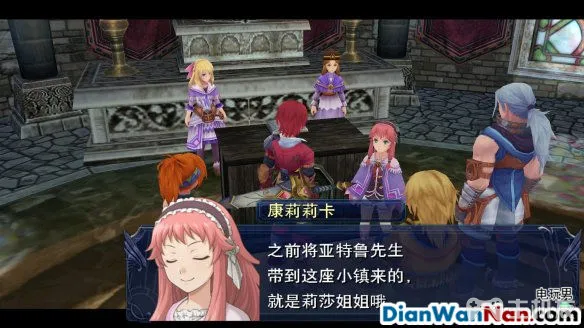 康莉莉卡
之前将亚特鲁先生
带到这座小镇来的,
就是莉莎姐姐哦。
电玩男
DianWanNan.com